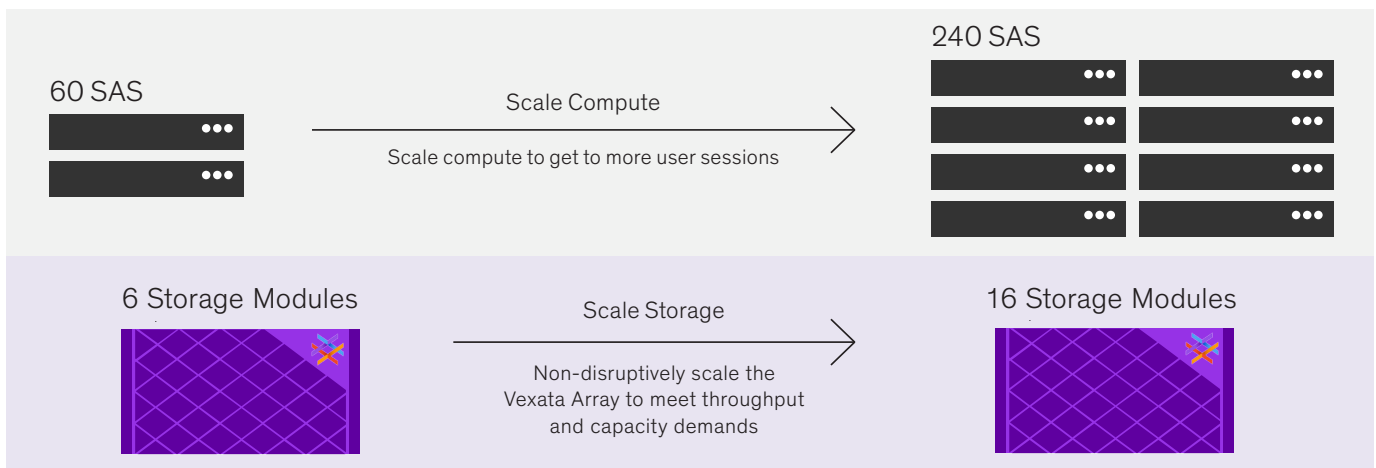 60 SAS
Scale Compute
Scale compute to get to more user sessions
240 SAS
6 Storage Modules
Scale Storage
Non-disruptively scale the
Vexata Array to meet throughput
and capacity demands
16 Storage Modules